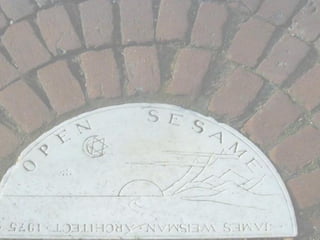 OPEN SESAME
JAMES WEISMAN · ARCHITECT · 1975